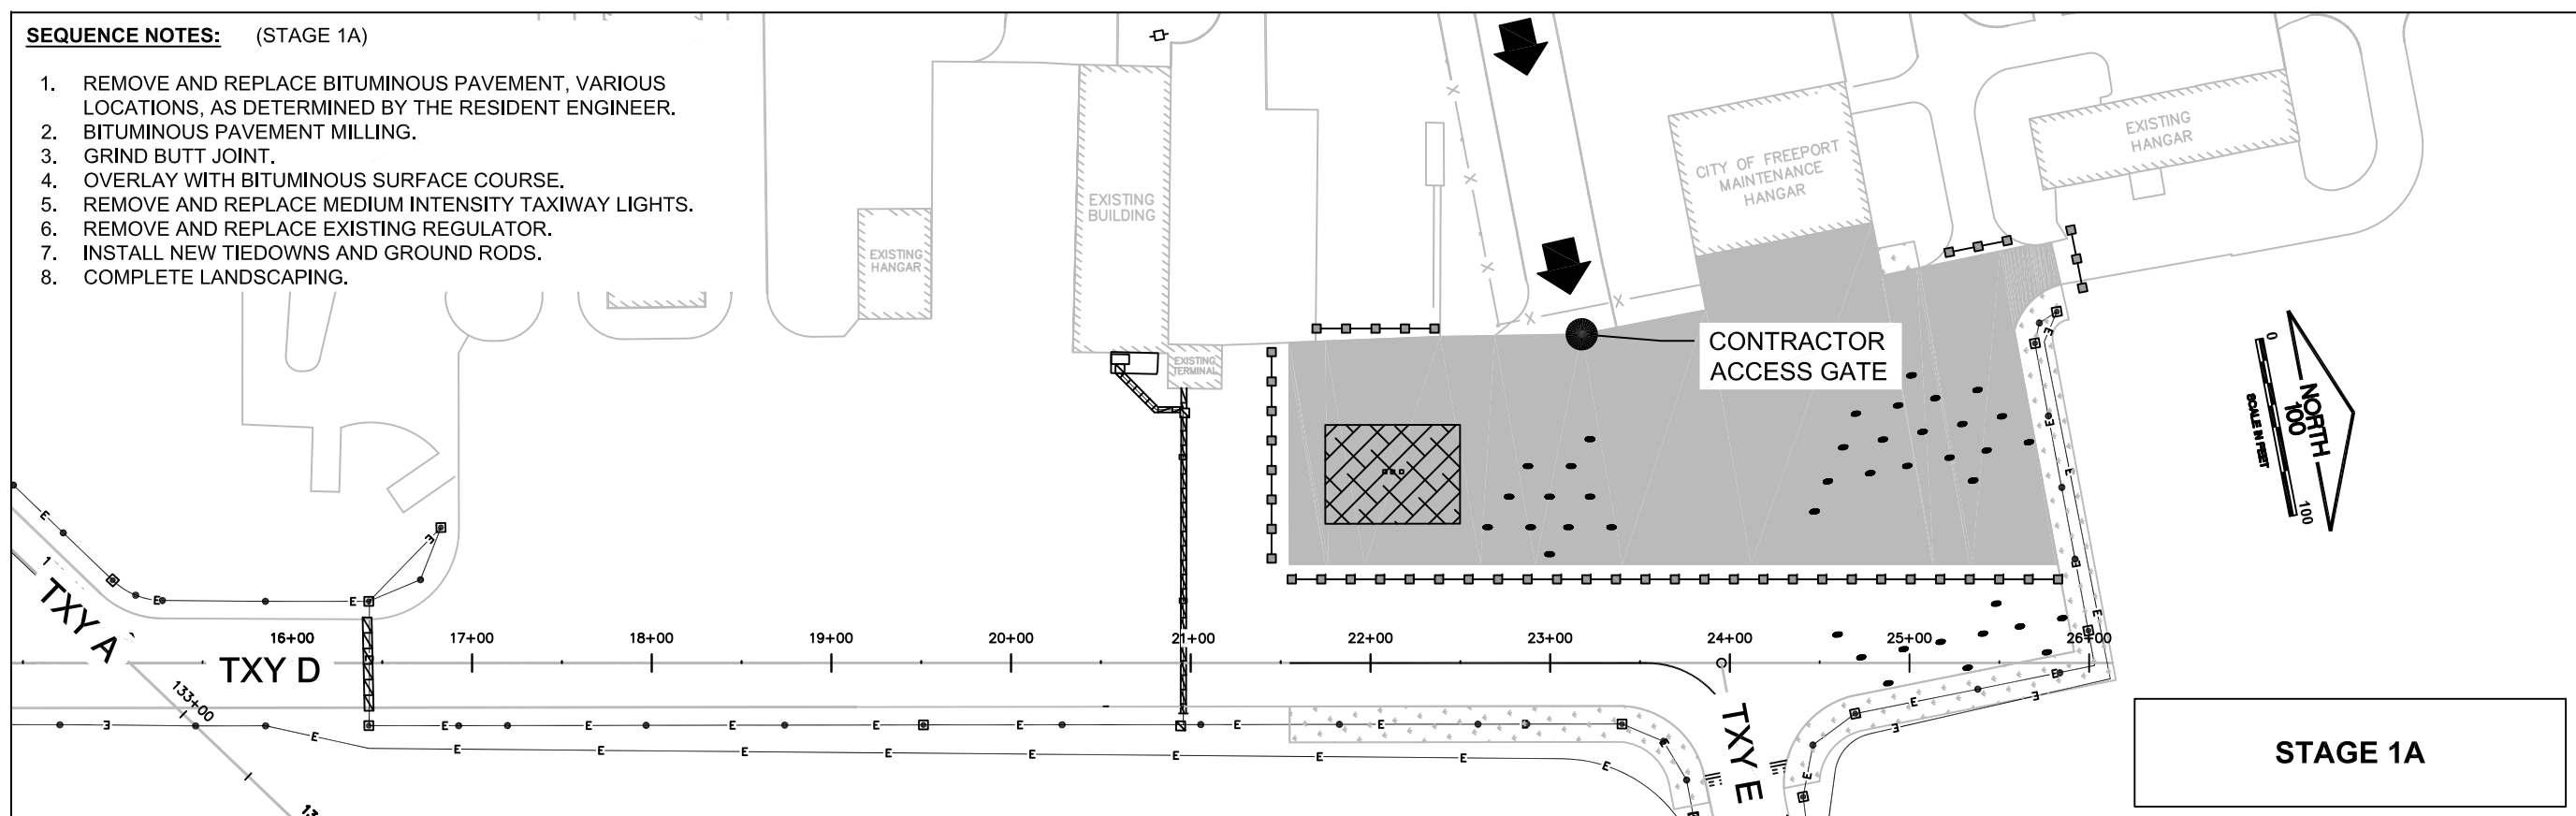 SEQUENCE NOTES: (STAGE 1A)
1. REMOVE AND REPLACE BITUMINOUS PAVEMENT, VARIOUS
LOCATIONS, AS DETERMINED BY THE RESIDENT ENGINEER.
2. BITUMINOUS PAVEMENT MILLING.
3. GRIND BUTT JOINT.
4. OVERLAY WITH BITUMINOUS SURFACE COURSE.
5. REMOVE AND REPLACE MEDIUM INTENSITY TAXIWAY LIGHTS.
6. REMOVE AND REPLACE EXISTING REGULATOR.
7. INSTALL NEW TIEDOWNS AND GROUND RODS.
8. COMPLETE LANDSCAPING.
EXISTING
HANGAR
EXISTING
BUILDING
EXISTING
TERMINAL
CITY OF FREEPORT
MAINTENANCE
HANGAR
EXISTING
HANGAR
CONTRACTOR
ACCESS GATE
NORTH
0
100
100
SCALE IN FEET
TXY A
TXY D
16+00
17+00
18+00
19+00
20+00
21+00
22+00
23+00
24+00
25+00
26+00
133+00
TXY E
STAGE 1A